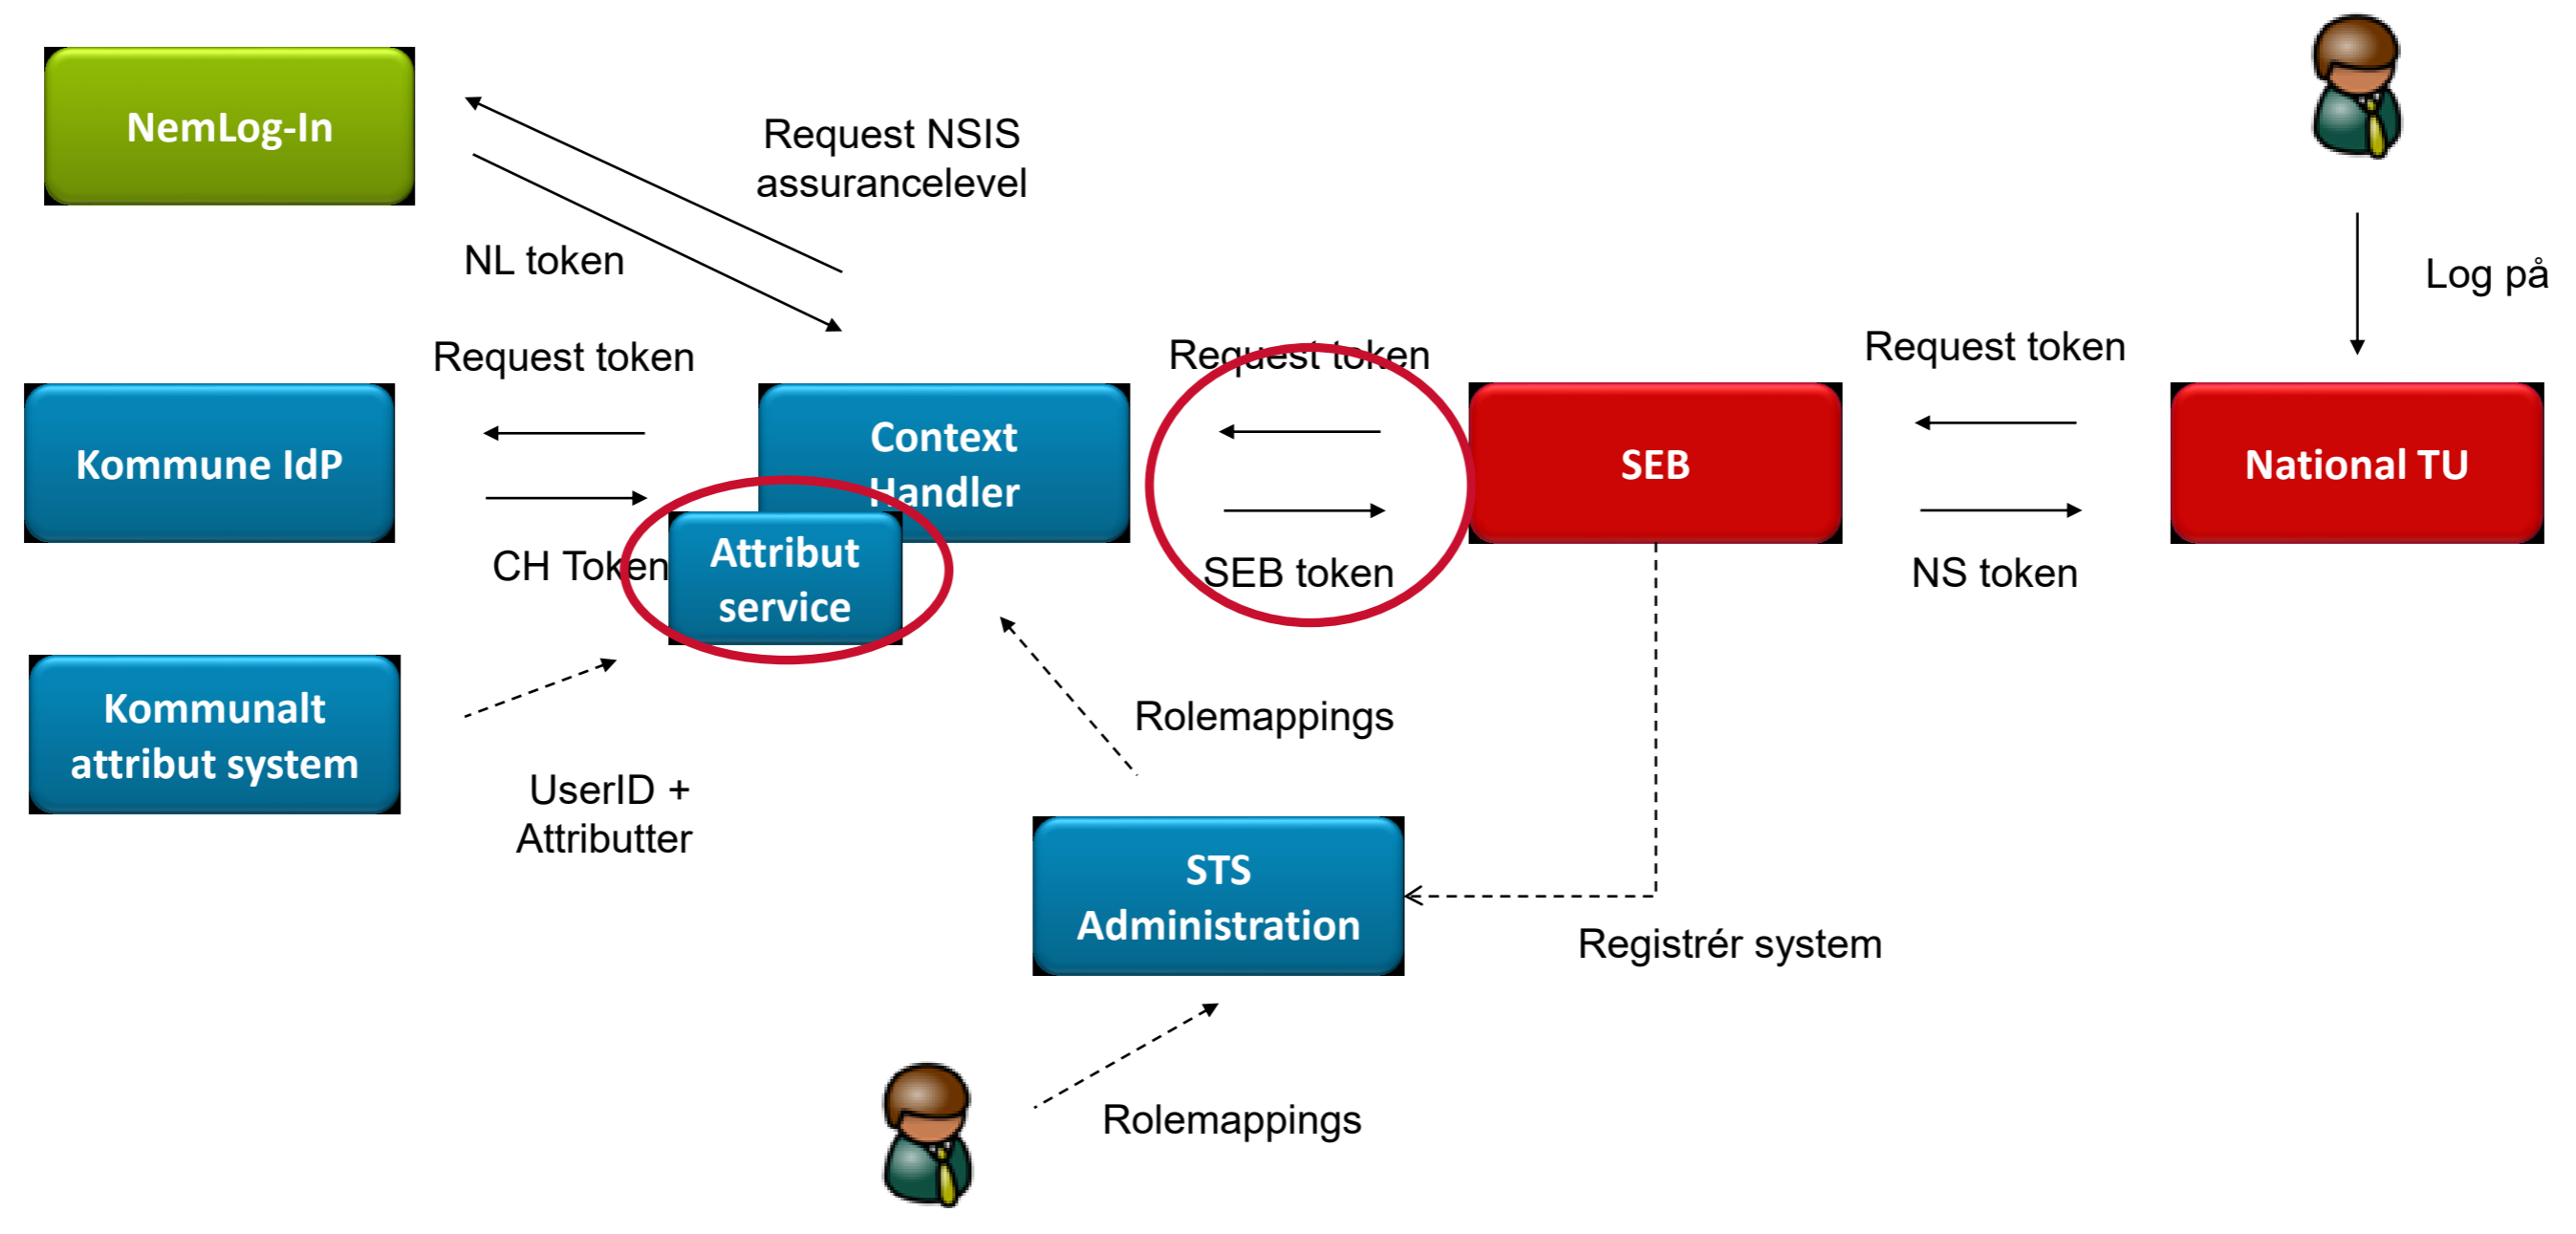 NemLog-In
Request NSIS
assurancelevel
NL token
Log på
Request token
Request token
Request token
Kommune IdP
Context
Handler
SEB
National TU
CH Token
Attribut
service
SEB token
NS token
Kommunalt
attribut system
Rolemappings
UserID +
Attributter
STS
Administration
Registrér system
Rolemappings